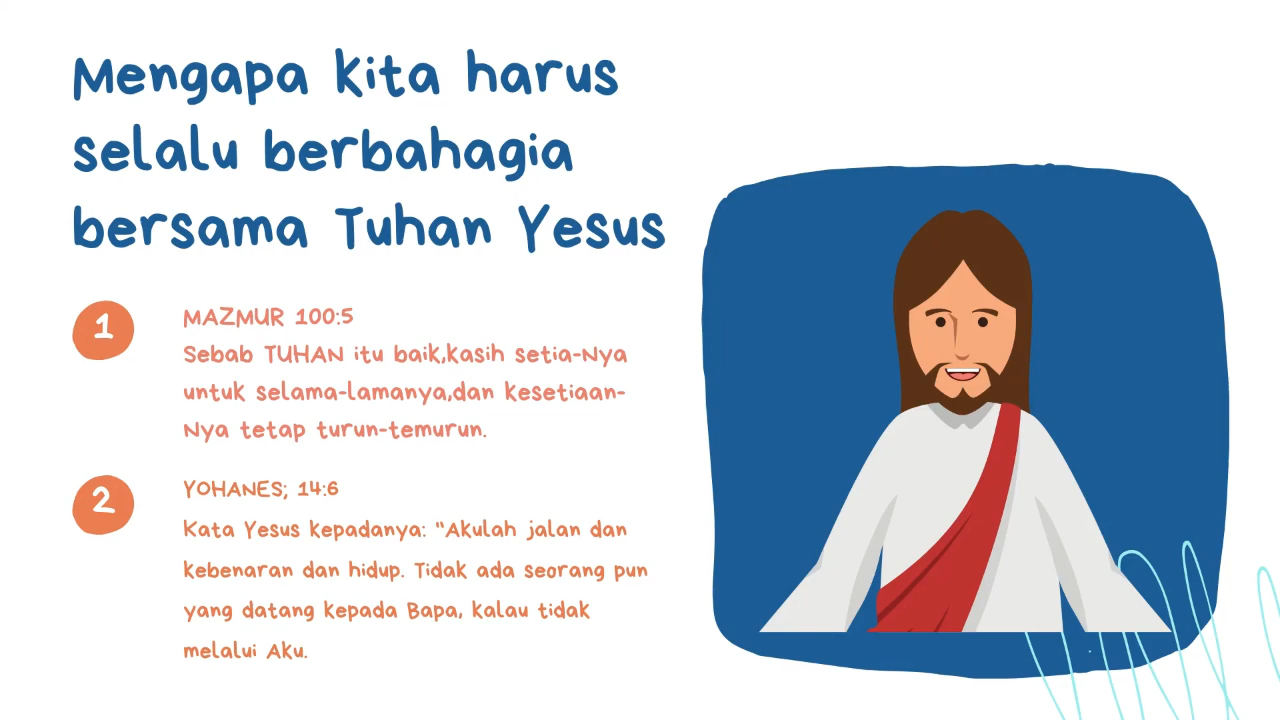 Mengapa kita harus
selalu berbahagia
bersama Tuhan Yesus
1
MAZMUR 100:5
Sebab TUHAN itu baik,kasih setia-Nya
untuk selama-lamanya,dan kesetiaan-
Nya tetap turun-temurun.
2
YOHANES; 14:6
Kata Yesus kepadanya: "Akulah jalan dan
kebenaran dan hidup. Tidak ada seorang pun
yang datang kepada Bapa, kalau tidak
melalui Aku.